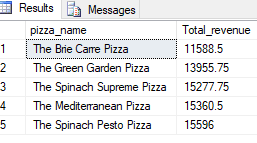 Results Messages
pizza_name Total_revenue
1 The Brie Carre Pizza 11588.5
2 The Green Garden Pizza 13955.75
3 The Spinach Supreme Pizza 15277.75
4 The Mediterranean Pizza 15360.5
5 The Spinach Pesto Pizza 15596